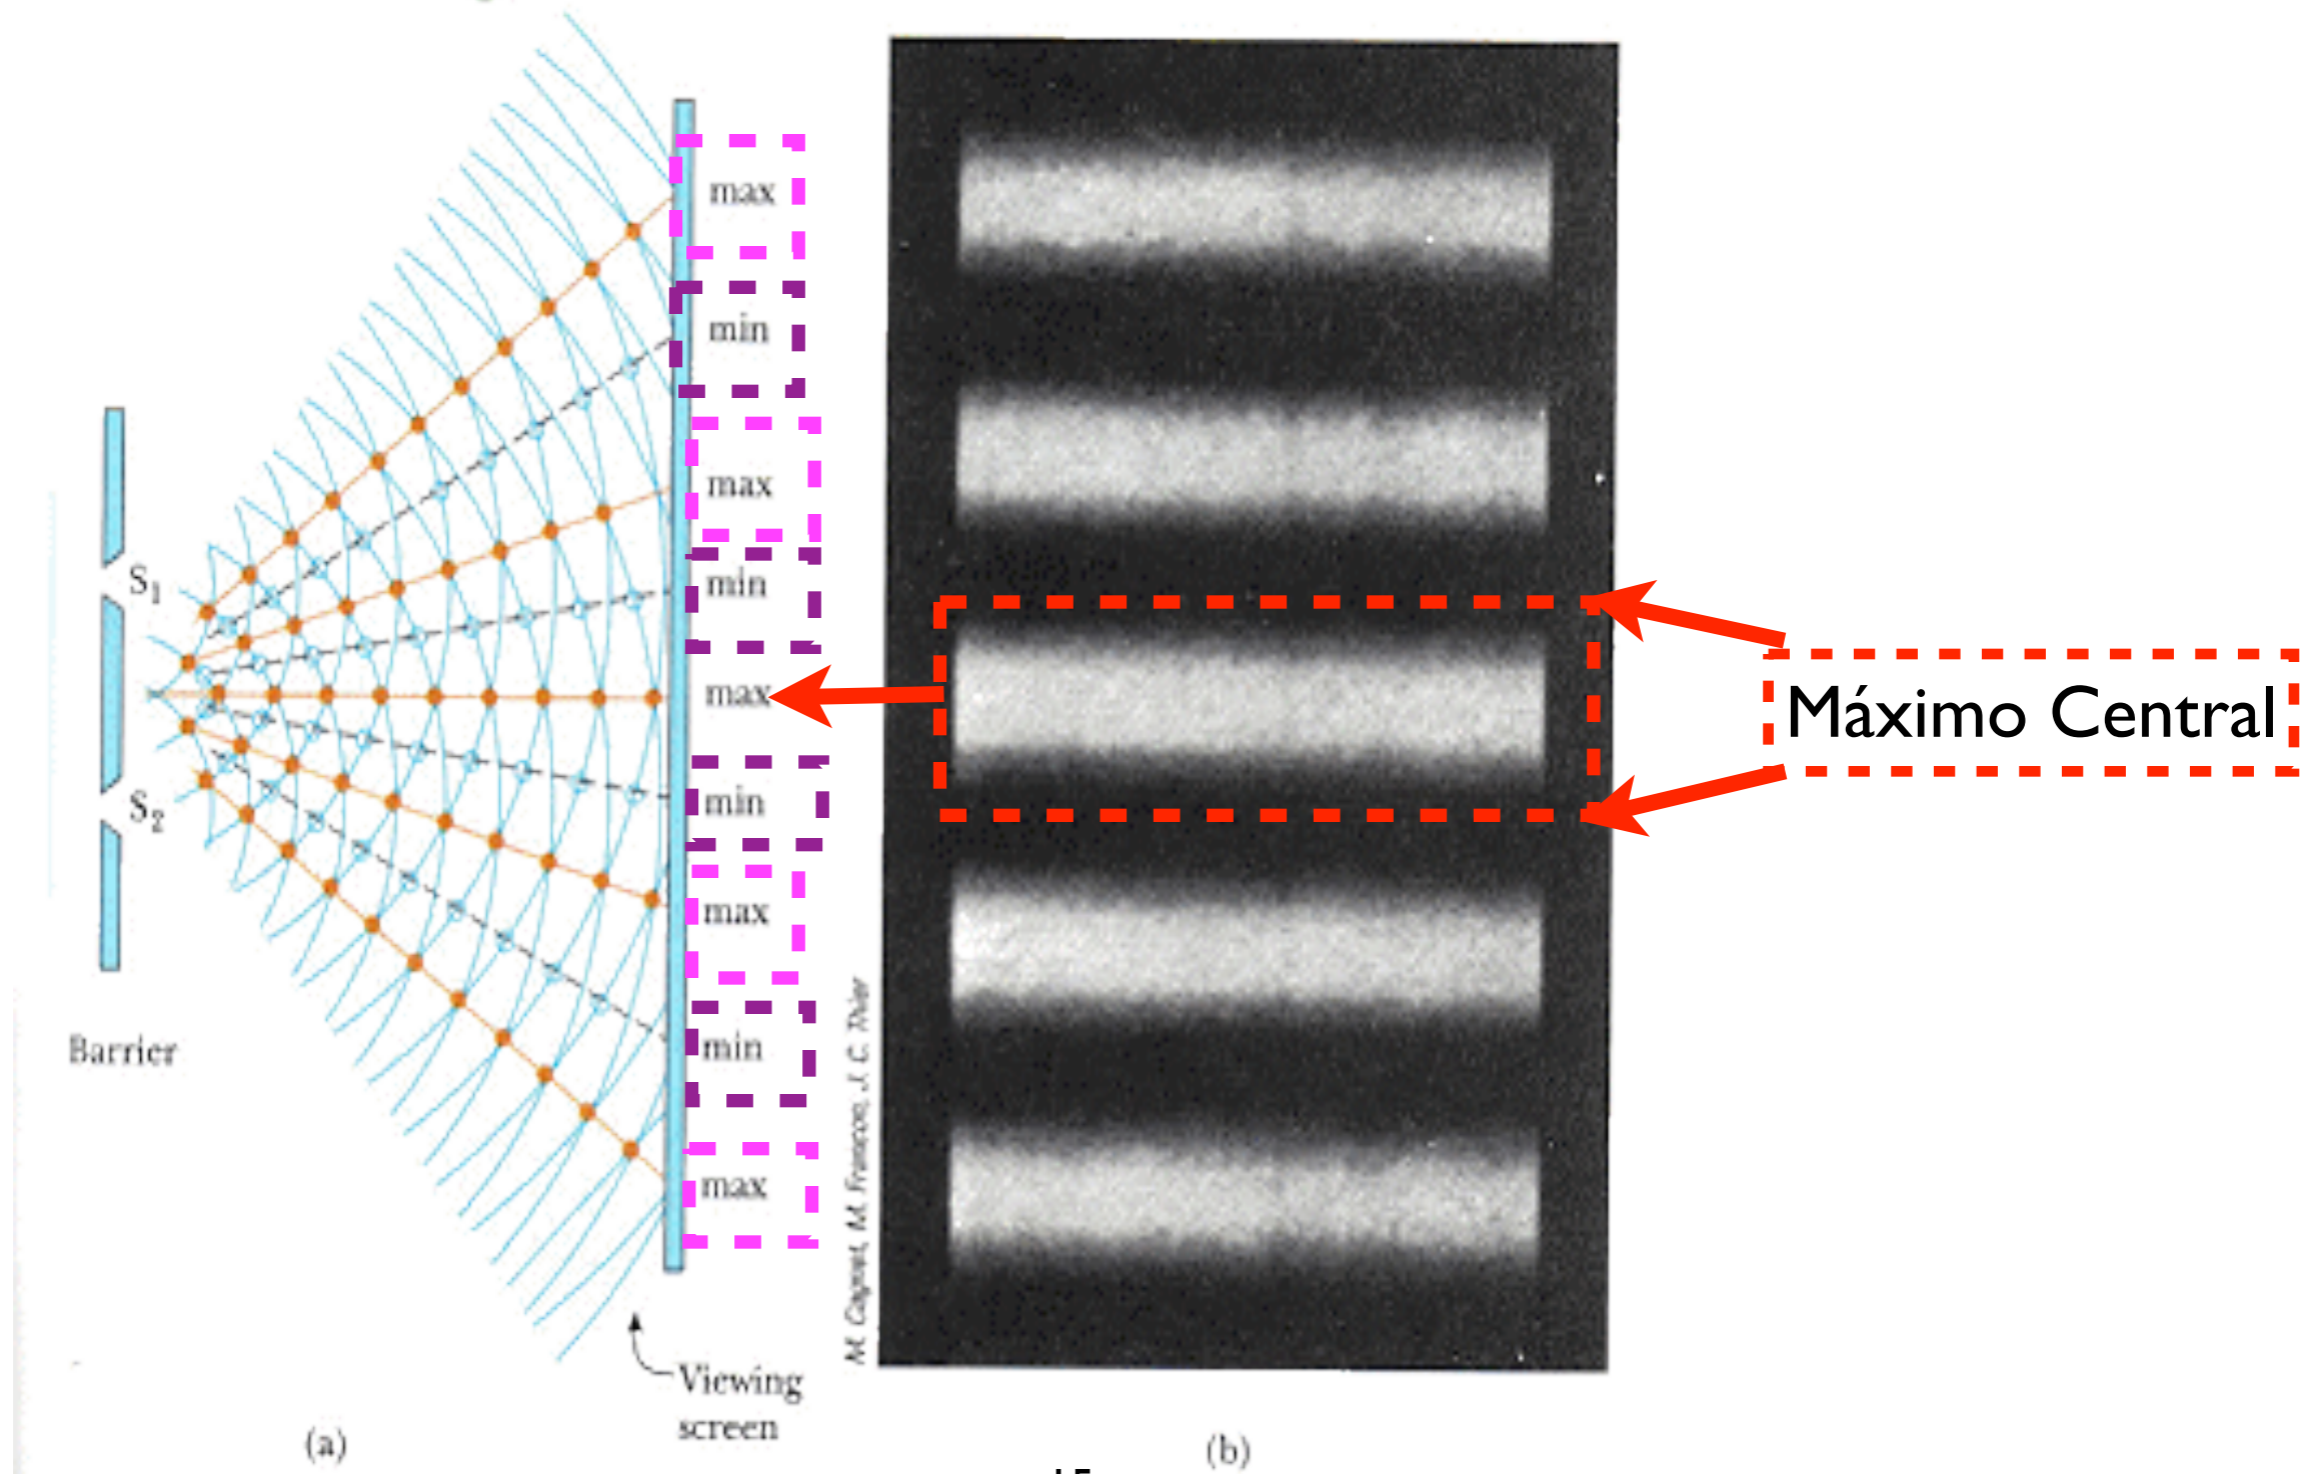 max
min
max
S1
min
max
Máximo Central
min
S2
max
min
Barrier
max
M. Cagnet, M. Francon, J. C. Thier
Viewing
screen
(a)
(b)